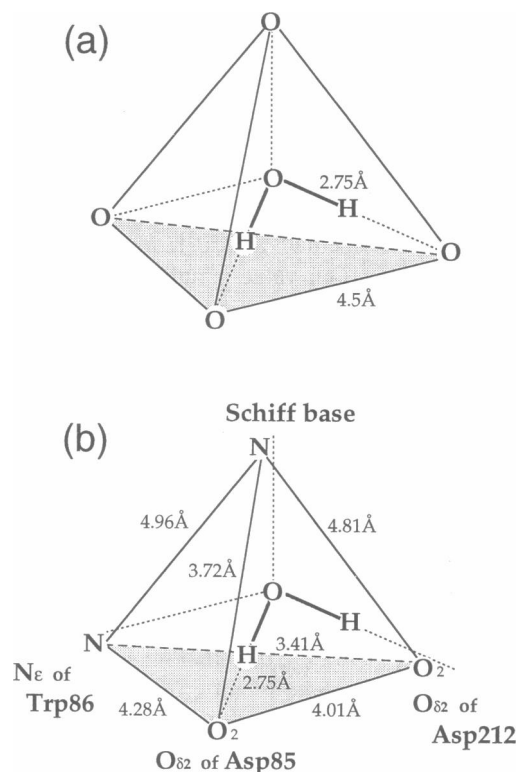 (a)
O
O
2.75Å
H
O
H
O
O
4.5Å
Schiff base
(b)
N
4.96Å
4.81Å
3.72Å
O
H
N
H
3.41Å
O2
Nε of
Trp86
2.75Å
4.28Å
4.01Å
Oδ2 of
Asp212
O2
Oδ2 of Asp85